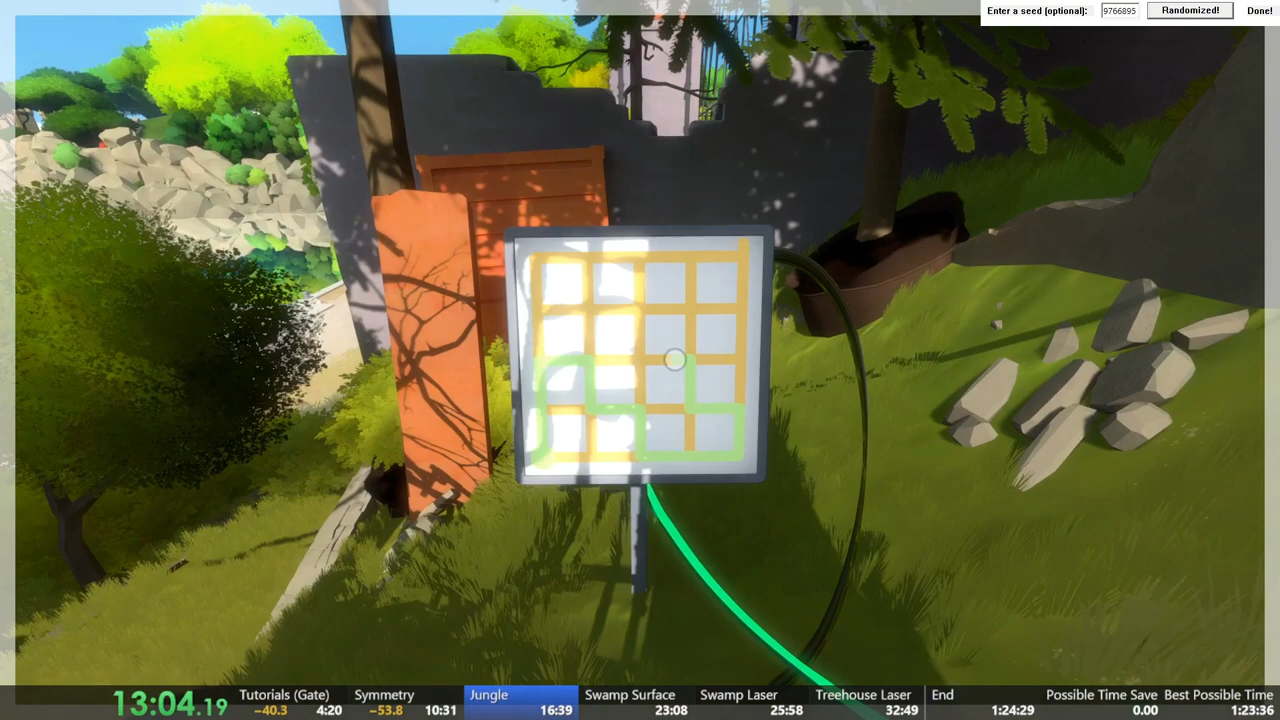 Enter a seed (optional): 9766895 Randomized! Done!
13:04.19
Tutorials (Gate) Symmetry Jungle Swamp Surface Swamp Laser Treehouse Laser End Possible Time Save Best Possible Time
−40.3 4:20 −53.8 10:31 16:39 23:08 25:58 32:49 1:24:29 0.00 1:23:36